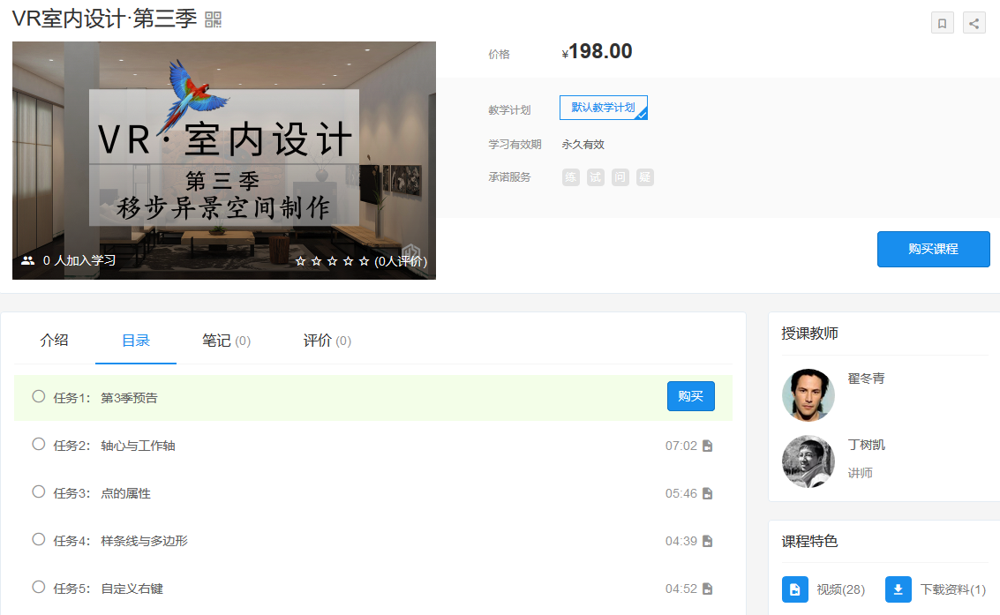 VR室内设计·第三季
VR·室内设计
第三季
移步异景空间制作
0 人加入学习
(0人评价)
价格
¥198.00
教学计划
默认教学计划
学习有效期
永久有效
承诺服务
练 试 问 疑
购买课程
介绍
目录
笔记 (0)
评价 (0)
任务1： 第3季预告
购买
任务2： 轴心与工作轴
07:02
任务3： 点的属性
05:46
任务4： 样条线与多边形
04:39
任务5： 自定义右键
04:52
授课教师
翟冬青
丁树凯
讲师
课程特色
视频(28)
下载资料(1)